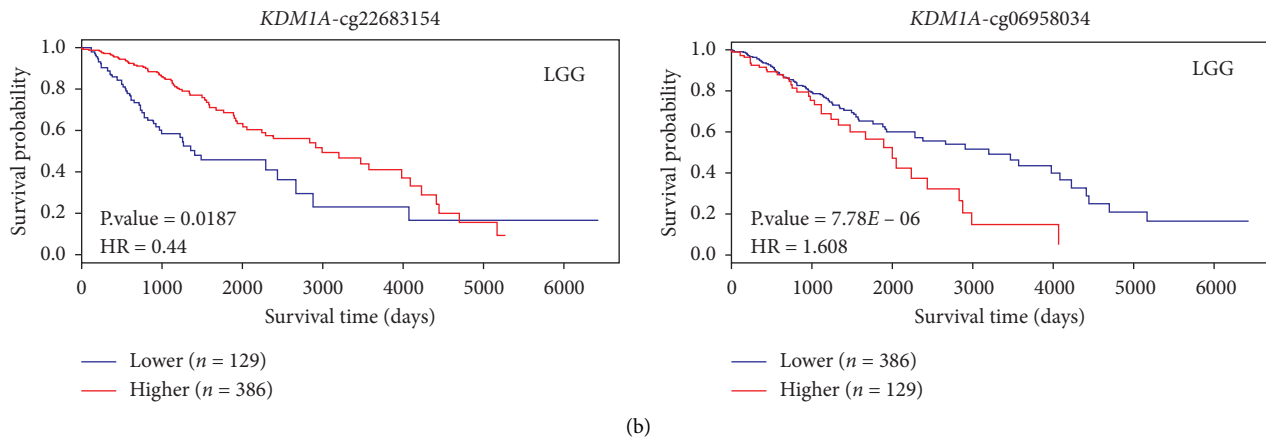 KDM1A-cg22683154
Survival probability
1.0
0.8
0.6
0.4
0.2
0.0
LGG
P.value = 0.0187
HR = 0.44
0 1000 2000 3000 4000 5000 6000
Survival time (days)
Lower (n = 129)
Higher (n = 386)
KDM1A-cg06958034
Survival probability
1.0
0.8
0.6
0.4
0.2
0.0
LGG
P.value = 7.78E – 06
HR = 1.608
0 1000 2000 3000 4000 5000 6000
Survival time (days)
Lower (n = 386)
Higher (n = 129)
(b)